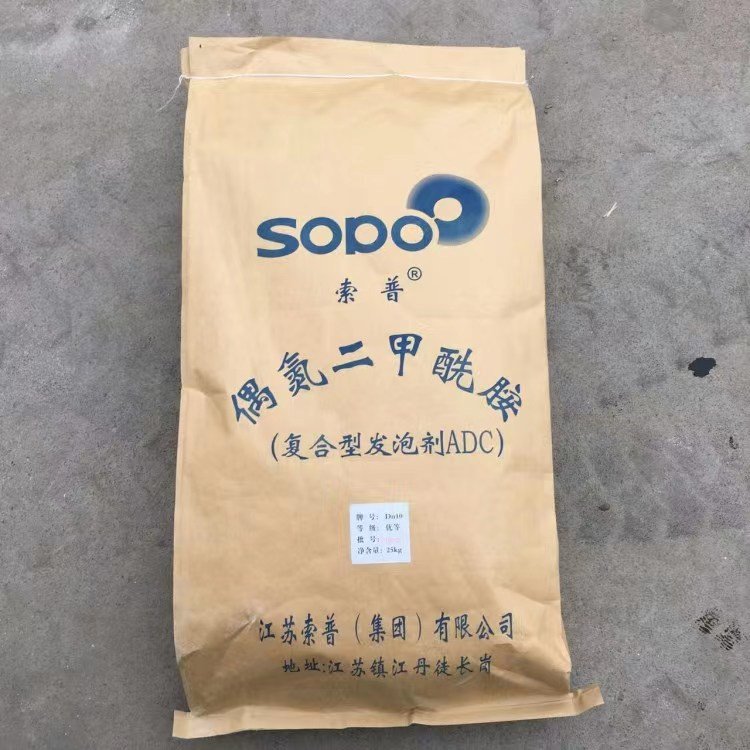 SOPO
索普®
偶氮二甲酰胺
(复合型发泡剂ADC)
牌 号: Dn10
等 级: 优等
批 号:
净含量: 25kg
江苏索普(集团)有限公司
地址:江苏镇江丹徒长岗